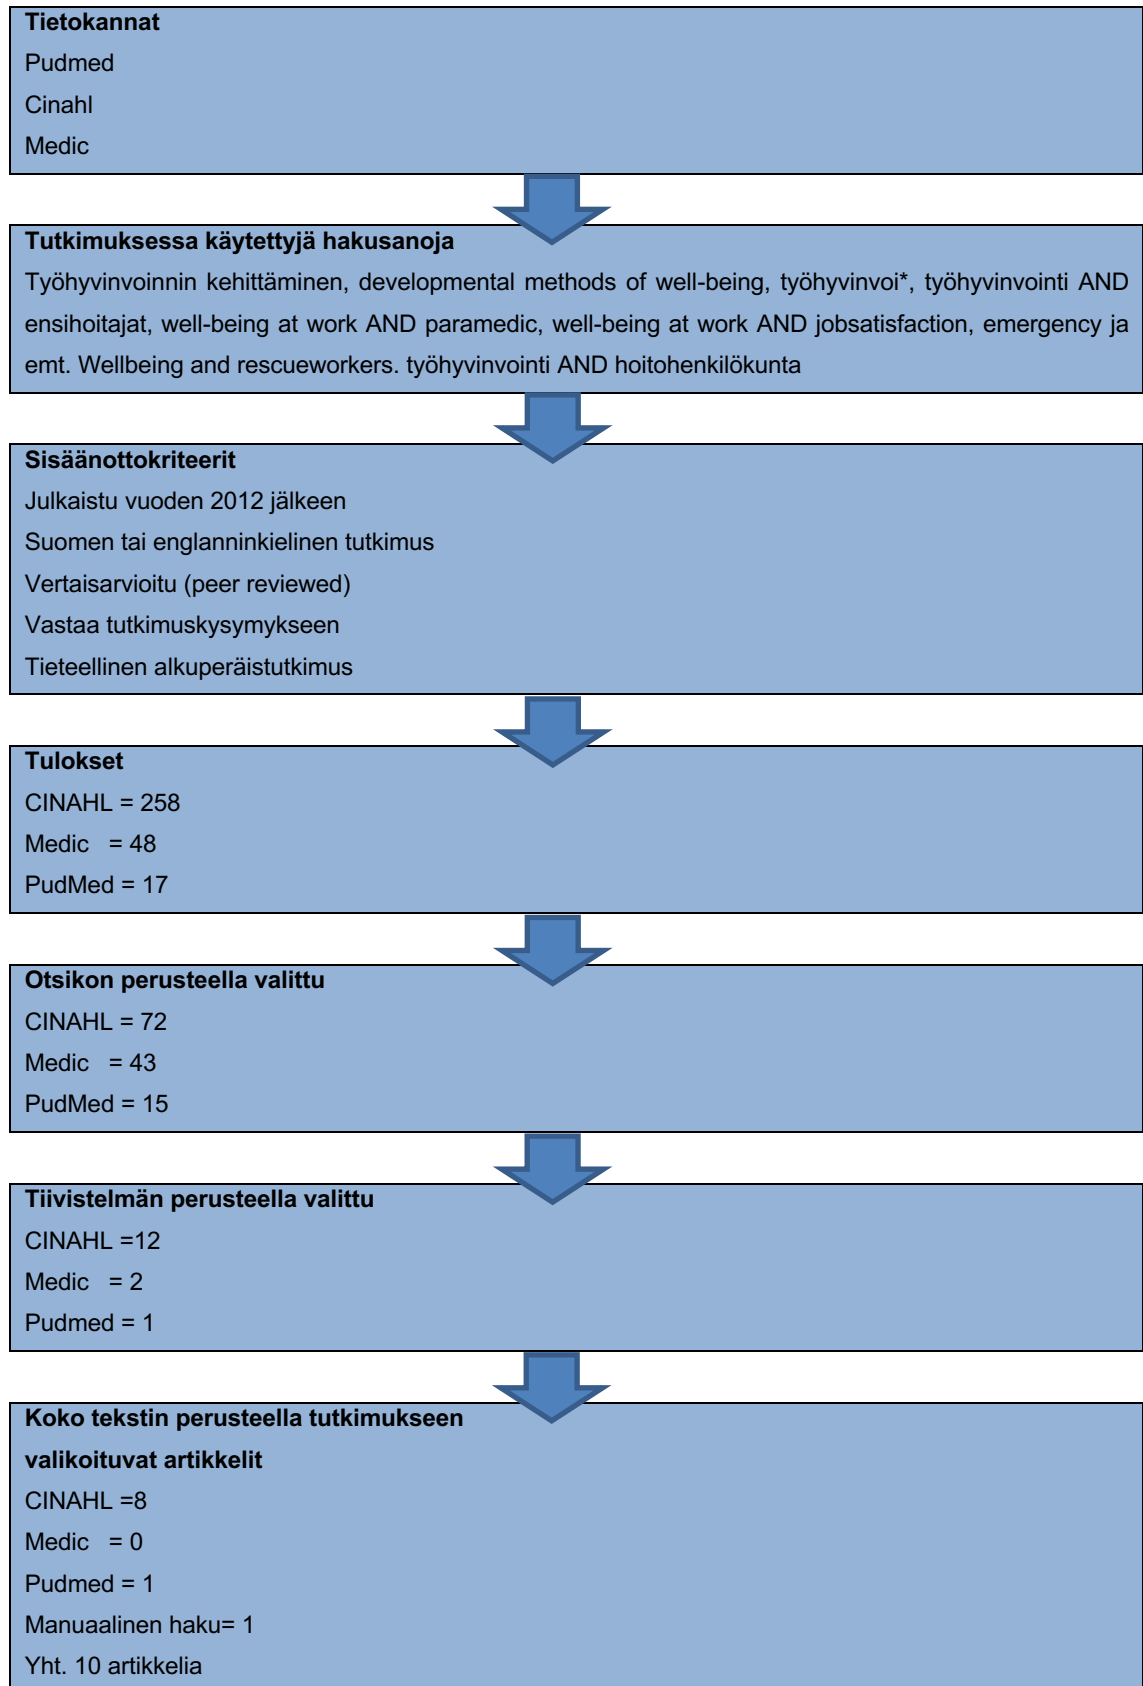 Tietokannat
Pudmed
Cinahl
Medic
Tutkimuksessa käytettyjä hakusanoja
Työhyvinvoinnin kehittäminen, developmental methods of well-being, työhyvinvoi*, työhyvinvointi AND
ensihoitajat, well-being at work AND paramedic, well-being at work AND jobsatisfaction, emergency ja
emt. Wellbeing and rescueworkers. työhyvinvointi AND hoitohenkilökunta
Sisäänottokriteerit
Julkaistu vuoden 2012 jälkeen
Suomen tai englanninkielinen tutkimus
Vertaisarvioitu (peer reviewed)
Vastaa tutkimuskysymykseen
Tieteellinen alkuperäistutkimus
Tulokset
CINAHL = 258
Medic = 48
PudMed = 17
Otsikon perusteella valittu
CINAHL = 72
Medic = 43
PudMed = 15
Tiivistelmän perusteella valittu
CINAHL =12
Medic = 2
Pudmed = 1
Koko tekstin perusteella tutkimukseen
valikoituvat artikkelit
CINAHL =8
Medic = 0
Pudmed = 1
Manuaalinen haku= 1
Yht. 10 artikkelia